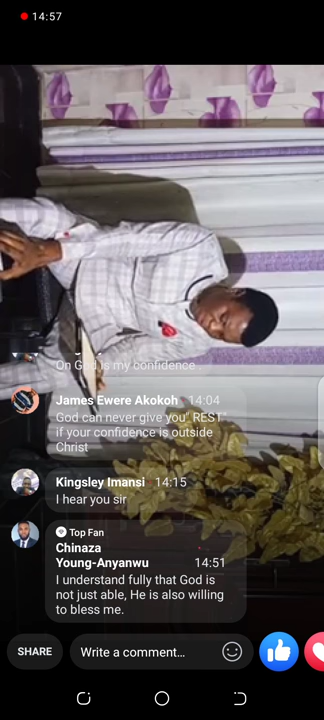 14:57
On God is my confidence .
James Ewere Akokoh 14:04
God can never give you" REST"
if your confidence is outside
Christ
Kingsley Imansi 14:15
I hear you sir
Top Fan
Chinaza
Young-Anyanwu 14:51
I understand fully that God is
not just able, He is also willing
to bless me.
SHARE
Write a comment...